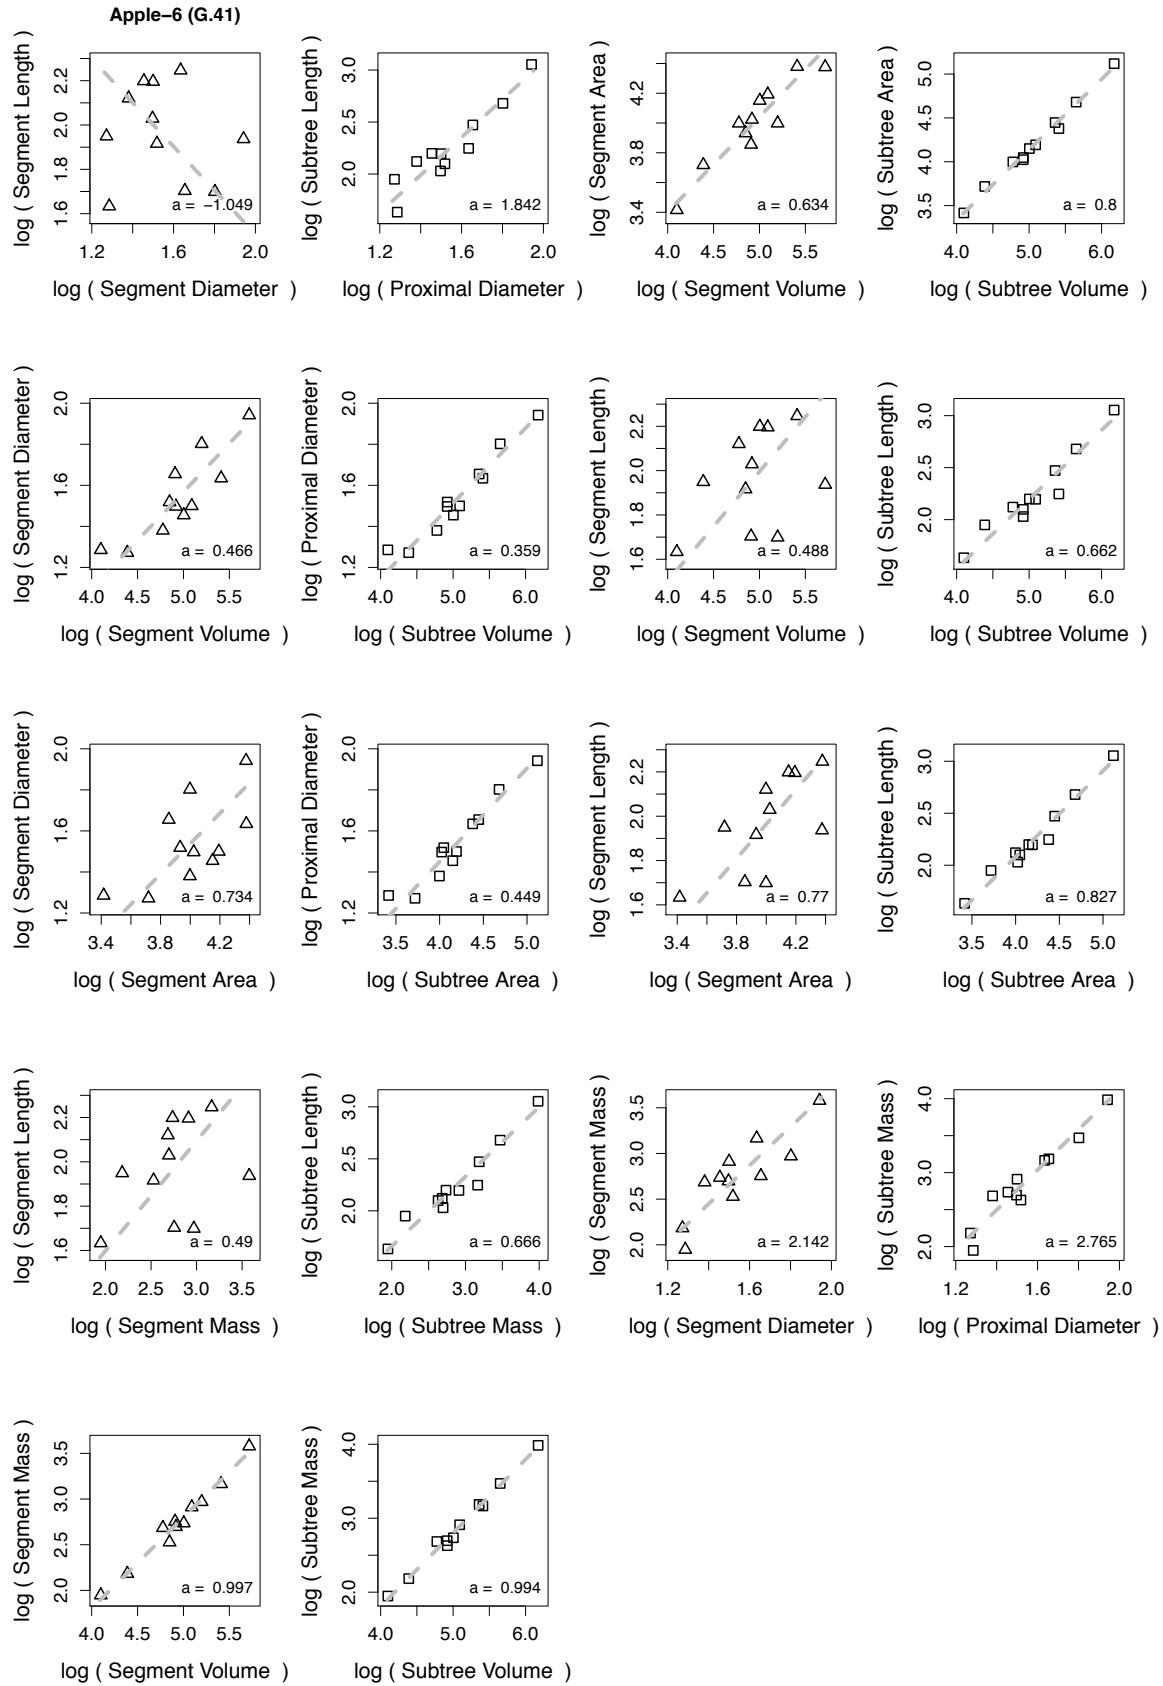 Apple−6 (G.41)
log ( Segment Length )
1.6 1.8 2.0 2.2
a = −1.049
1.2 1.6 2.0
log ( Segment Diameter )
log ( Subtree Length )
2.0 2.5 3.0
a = 1.842
1.2 1.6 2.0
log ( Proximal Diameter )
log ( Segment Area )
3.4 3.8 4.2
a = 0.634
4.0 4.5 5.0 5.5
log ( Segment Volume )
log ( Subtree Area )
3.5 4.0 4.5 5.0
a = 0.8
4.0 5.0 6.0
log ( Subtree Volume )
log ( Segment Diameter )
1.2 1.6 2.0
a = 0.466
4.0 4.5 5.0 5.5
log ( Segment Volume )
log ( Proximal Diameter )
1.2 1.6 2.0
a = 0.359
4.0 5.0 6.0
log ( Subtree Volume )
log ( Segment Length )
1.6 1.8 2.0 2.2
a = 0.488
4.0 4.5 5.0 5.5
log ( Segment Volume )
log ( Subtree Length )
2.0 2.5 3.0
a = 0.662
4.0 5.0 6.0
log ( Subtree Volume )
log ( Segment Diameter )
1.2 1.6 2.0
a = 0.734
3.4 3.8 4.2
log ( Segment Area )
log ( Proximal Diameter )
1.2 1.6 2.0
a = 0.449
3.5 4.0 4.5 5.0
log ( Subtree Area )
log ( Segment Length )
1.6 1.8 2.0 2.2
a = 0.77
3.4 3.8 4.2
log ( Segment Area )
log ( Subtree Length )
2.0 2.5 3.0
a = 0.827
3.5 4.0 4.5 5.0
log ( Subtree Area )
log ( Segment Length )
1.6 1.8 2.0 2.2
a = 0.49
2.0 2.5 3.0 3.5
log ( Segment Mass )
log ( Subtree Length )
2.0 2.5 3.0
a = 0.666
2.0 3.0 4.0
log ( Subtree Mass )
log ( Segment Mass )
2.0 2.5 3.0 3.5
a = 2.142
1.2 1.6 2.0
log ( Segment Diameter )
log ( Subtree Mass )
2.0 3.0 4.0
a = 2.765
1.2 1.6 2.0
log ( Proximal Diameter )
log ( Segment Mass )
2.0 2.5 3.0 3.5
a = 0.997
4.0 4.5 5.0 5.5
log ( Segment Volume )
log ( Subtree Mass )
2.0 3.0 4.0
a = 0.994
4.0 5.0 6.0
log ( Subtree Volume )